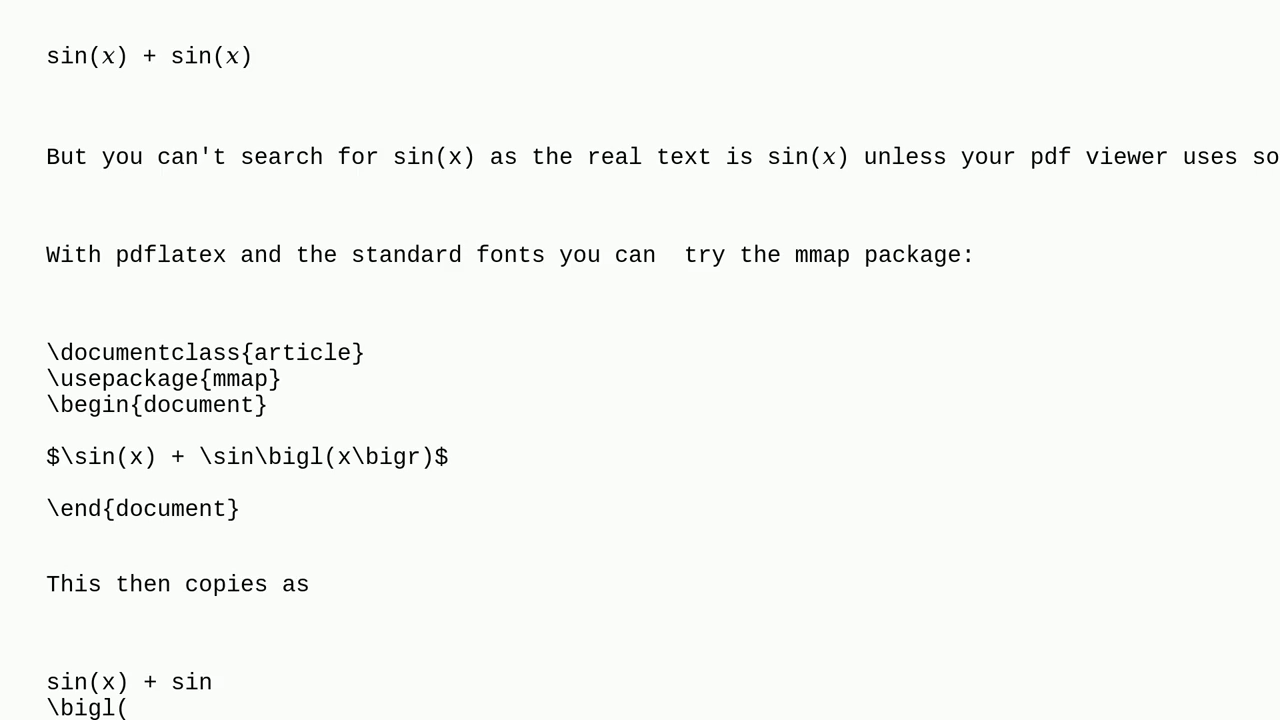 sin(𝑥) + sin(𝑥)
But you can't search for sin(x) as the real text is sin(𝑥) unless your pdf viewer uses so
With pdflatex and the standard fonts you can  try the mmap package:
\documentclass{article}
\usepackage{mmap}
\begin{document}
$\sin(x) + \sin\bigl(x\bigr)$
\end{document}
This then copies as
sin(x) + sin
\bigl(